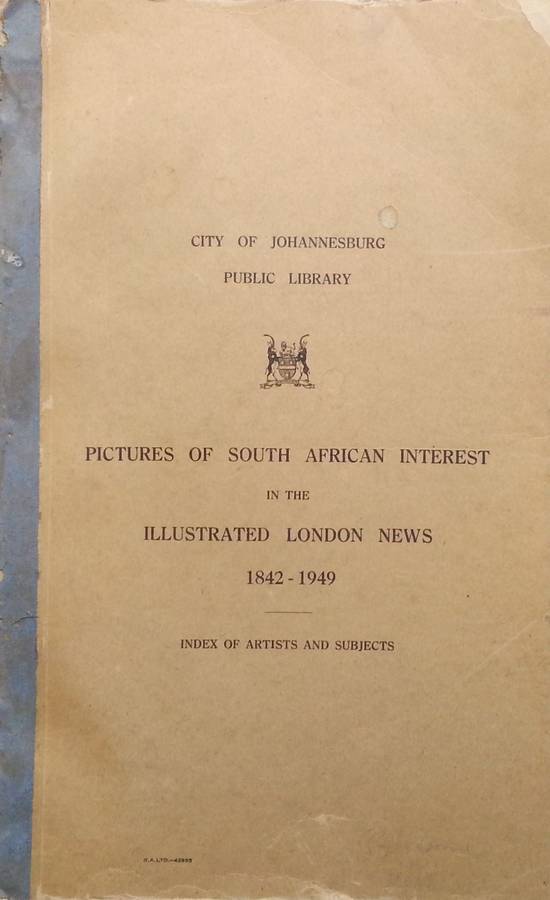 CITY OF JOHANNESBURG
PUBLIC LIBRARY
PICTURES OF SOUTH AFRICAN INTEREST
IN THE
ILLUSTRATED LONDON NEWS
1842 - 1949
INDEX OF ARTISTS AND SUBJECTS